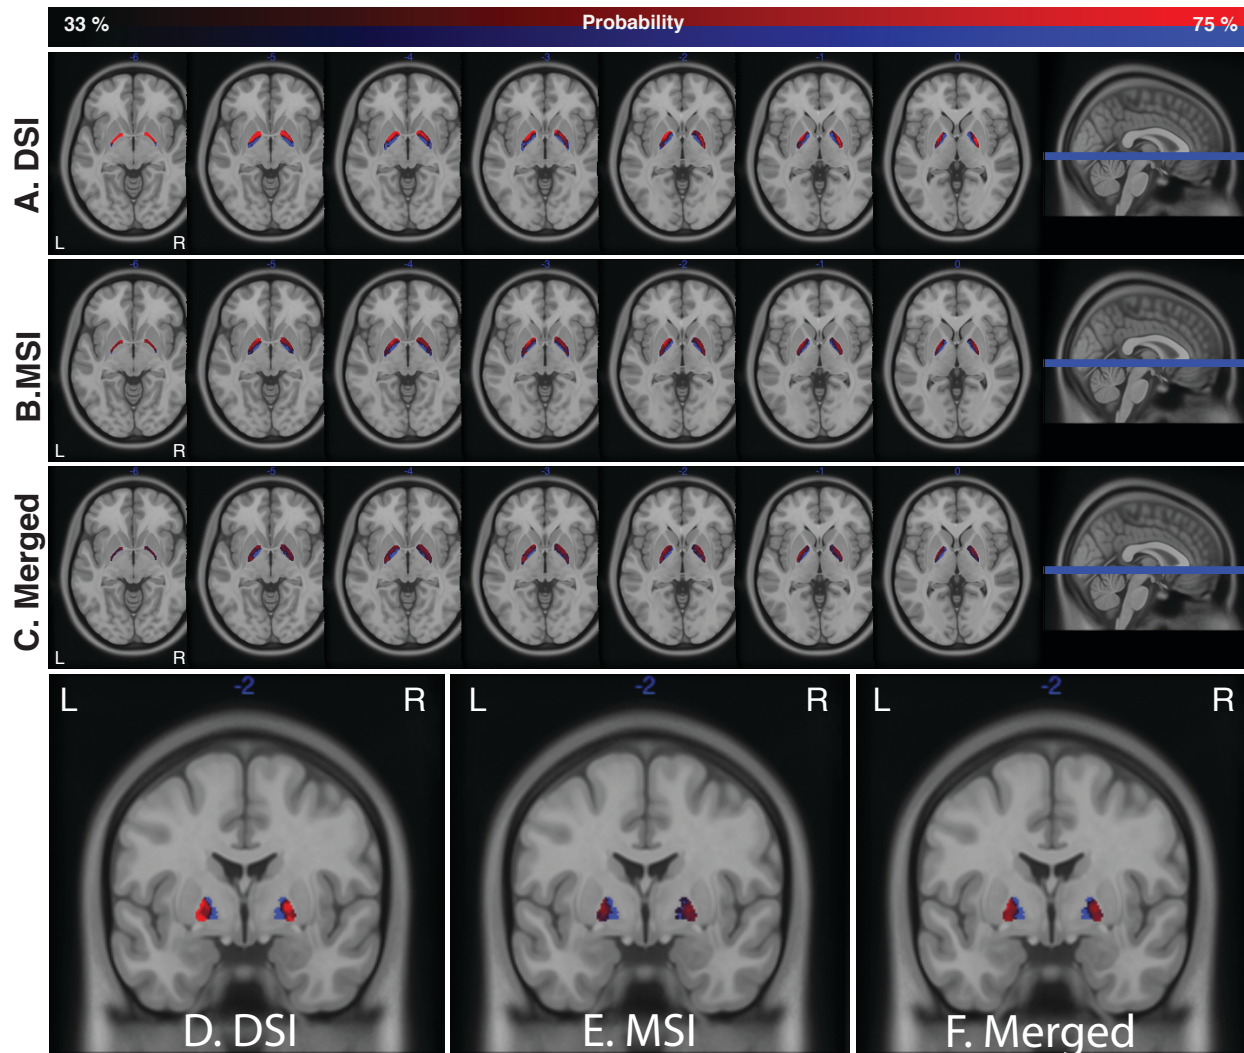 33 % Probability 75 %
A. DSI
-6 -5 -4 -3 -2 -1 0
L R
B.MSI
-6 -5 -4 -3 -2 -1 0
L R
C. Merged
-6 -5 -4 -3 -2 -1 0
L R
L -2 R
D. DSI
L -2 R
E. MSI
L -2 R
F. Merged